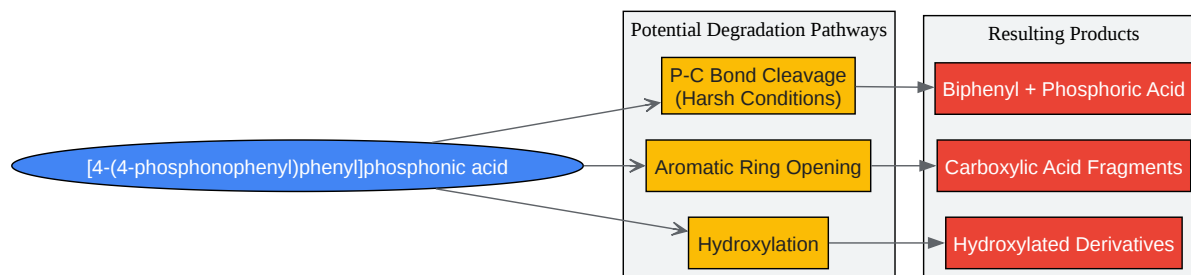 Potential Degradation Pathways
Resulting Products
P-C Bond Cleavage
(Harsh Conditions)
Biphenyl + Phosphoric Acid
[4-(4-phosphonophenyl)phenyl]phosphonic acid
Aromatic Ring Opening
Carboxylic Acid Fragments
Hydroxylation
Hydroxylated Derivatives